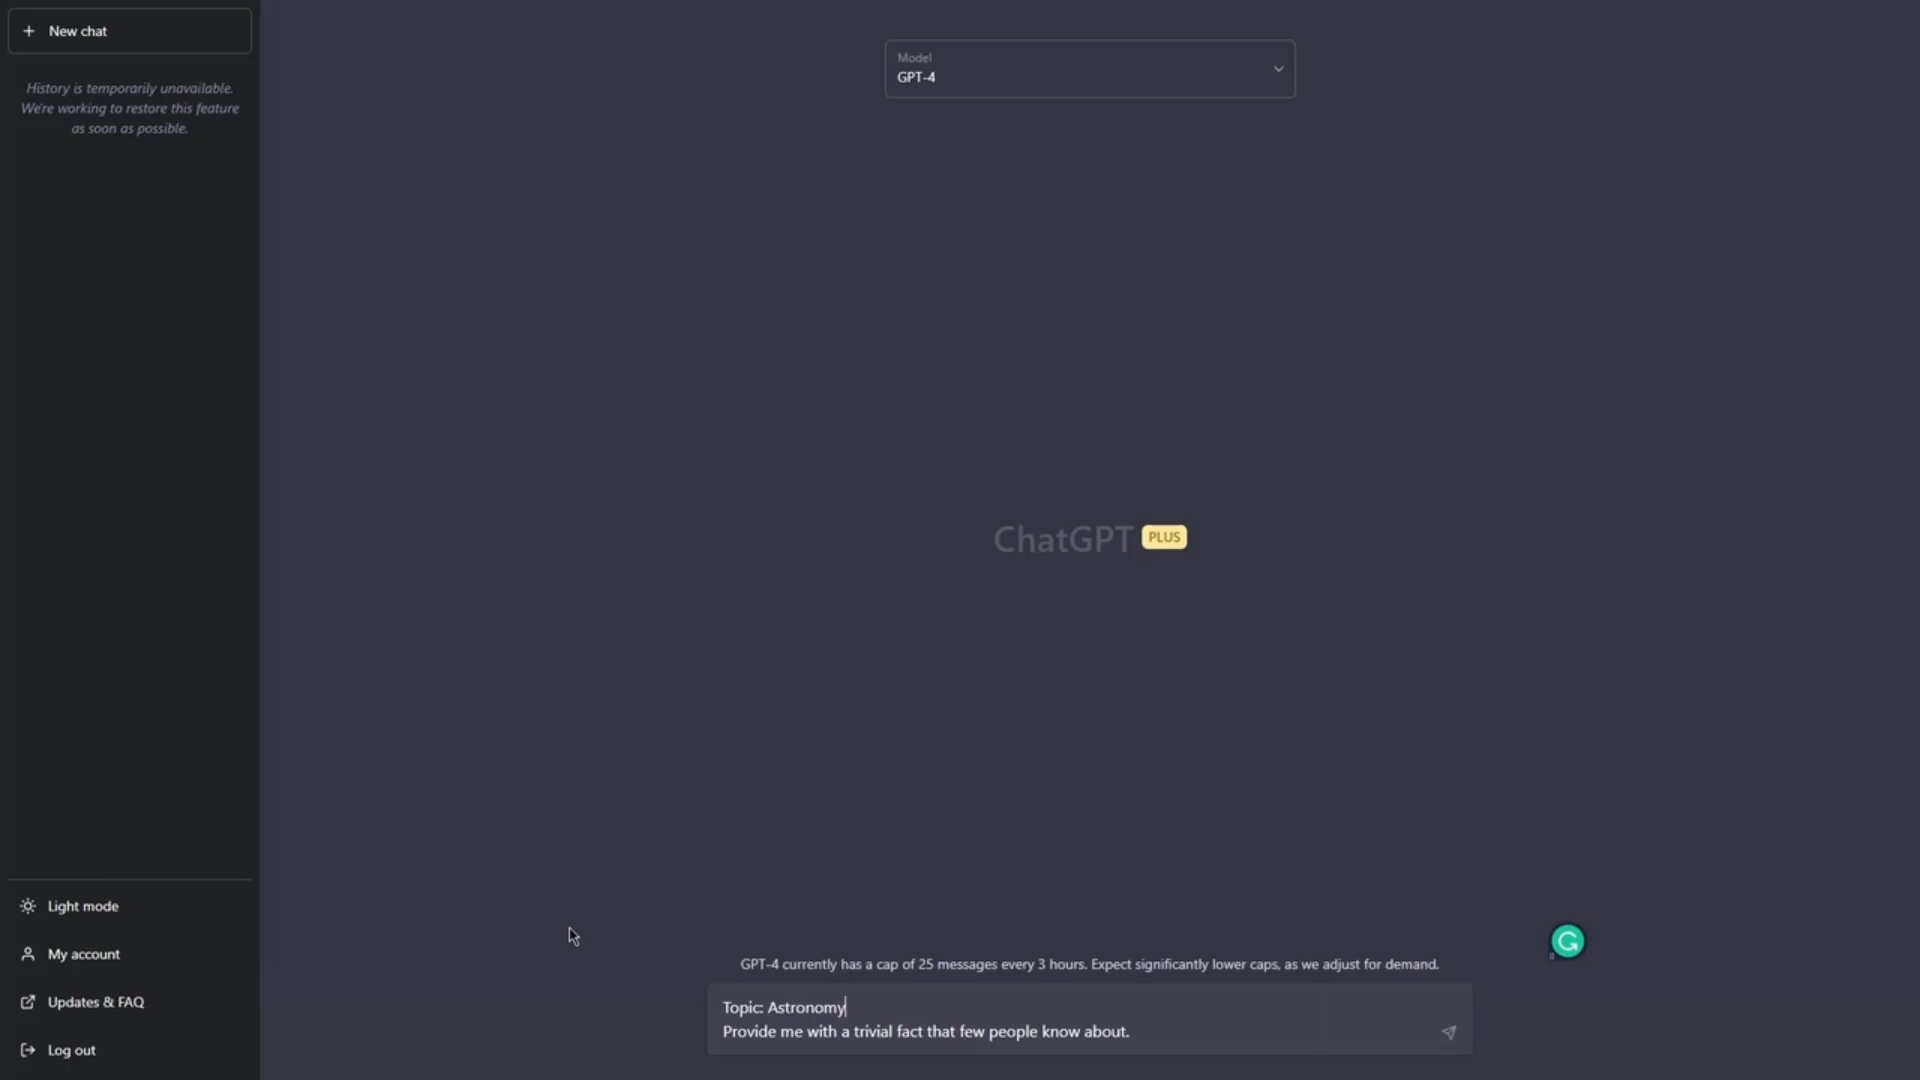 New chat
History is temporarily unavailable.
We're working to restore this feature
as soon as possible.
Model
GPT-4
ChatGPT PLUS
Light mode
My account
Updates & FAQ
Log out
GPT-4 currently has a cap of 25 messages every 3 hours. Expect significantly lower caps, as we adjust for demand.
Topic: Astronomy
Provide me with a trivial fact that few people know about.